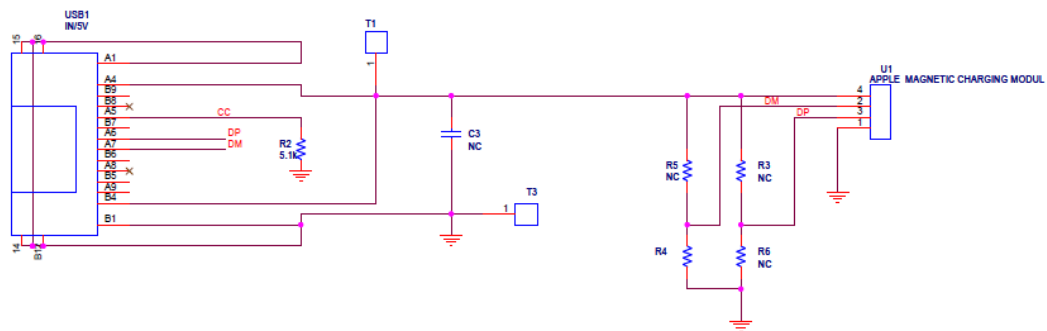 USB1
IN/5V
15
16
A1
A4
B9
B8
A5
B7
A6
A7
B6
A8
B5
A9
B4
B1
14
B12
CC
DP
DM
R2
5.1k
T1
1
C3
NC
T3
1
R5
NC
R3
NC
R4
R6
NC
DM
DP
U1
APPLE MAGNETIC CHARGING MODUL
4
2
3
1